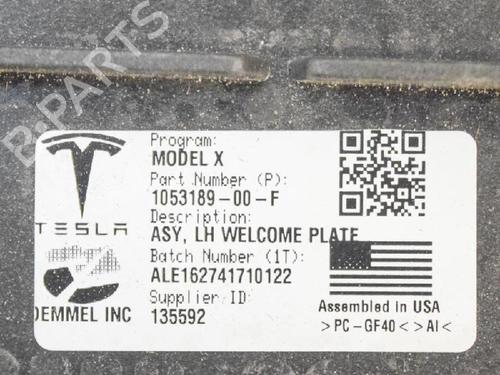 B-PARTS
Program:
MODEL X
Part Number (P):
1053189-00-F
Description:
ASY, LH WELCOME PLATE
Batch Number (1T):
ALE162741710122
Supplier ID:
135592
TESLA
DEMMEL INC
Assembled in USA
>PC-GF40<>Al<